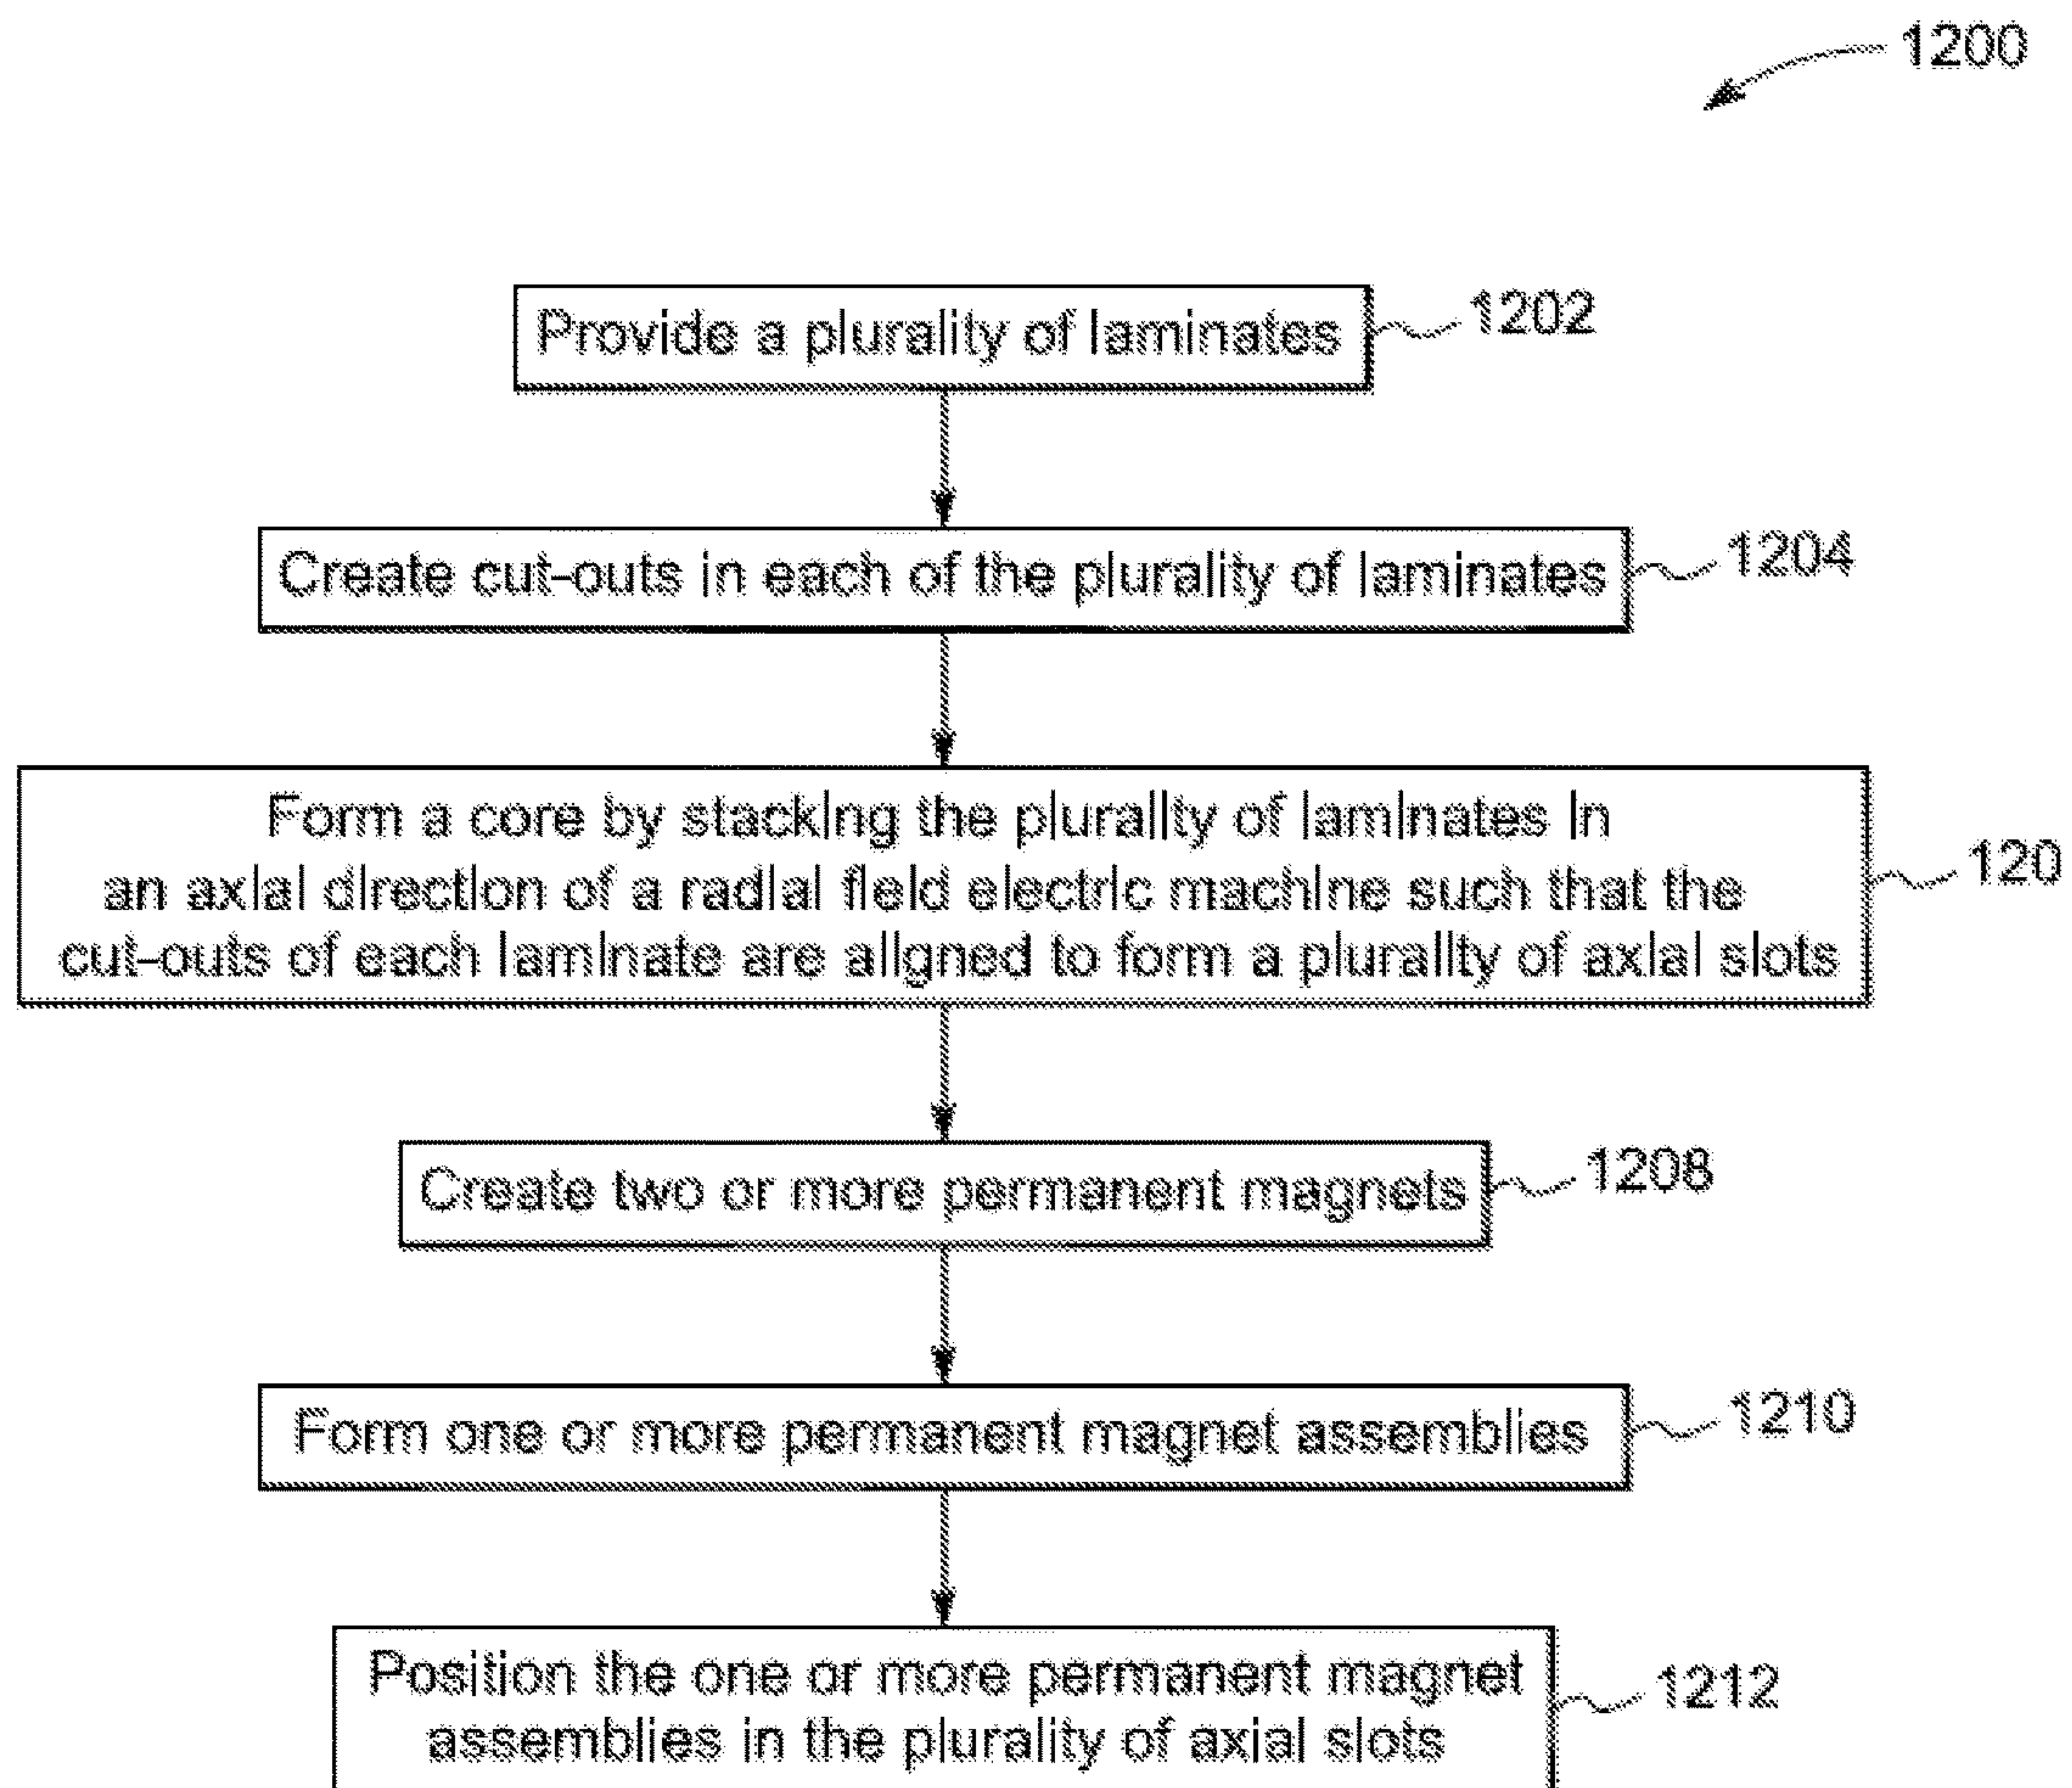 1200
Provide a plurality of laminates
1202
Create cut-outs in each of the plurality of laminates
1204
Form a core by stacking the plurality of laminates in
an axial direction of a radial field electric machine such that the
cut-outs of each laminate are aligned to form a plurality of axial slots
120
Create two or more permanent magnets
1208
Form one or more permanent magnet assemblies
1210
Position the one or more permanent magnet
assemblies in the plurality of axial slots
1212